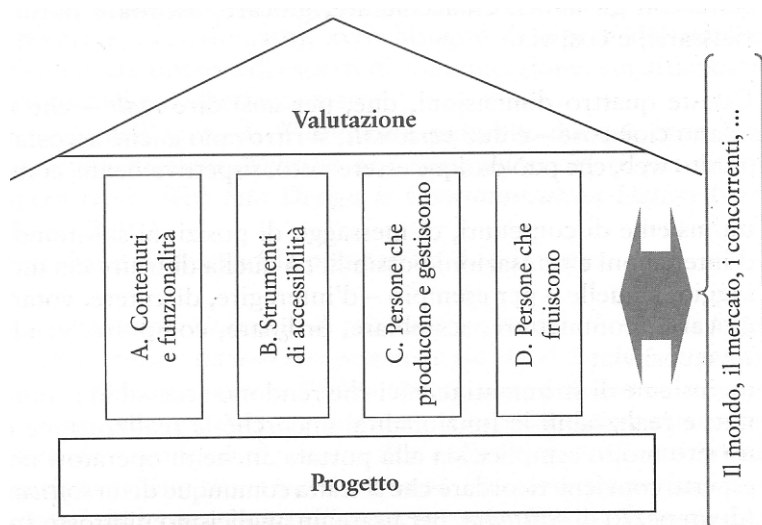 Valutazione
A. Contenuti
e funzionalità
B. Strumenti
di accessibilità
C. Persone che
producono e gestiscono
D. Persone che
fruiscono
Il mondo, il mercato, i concorrenti, ...
Progetto